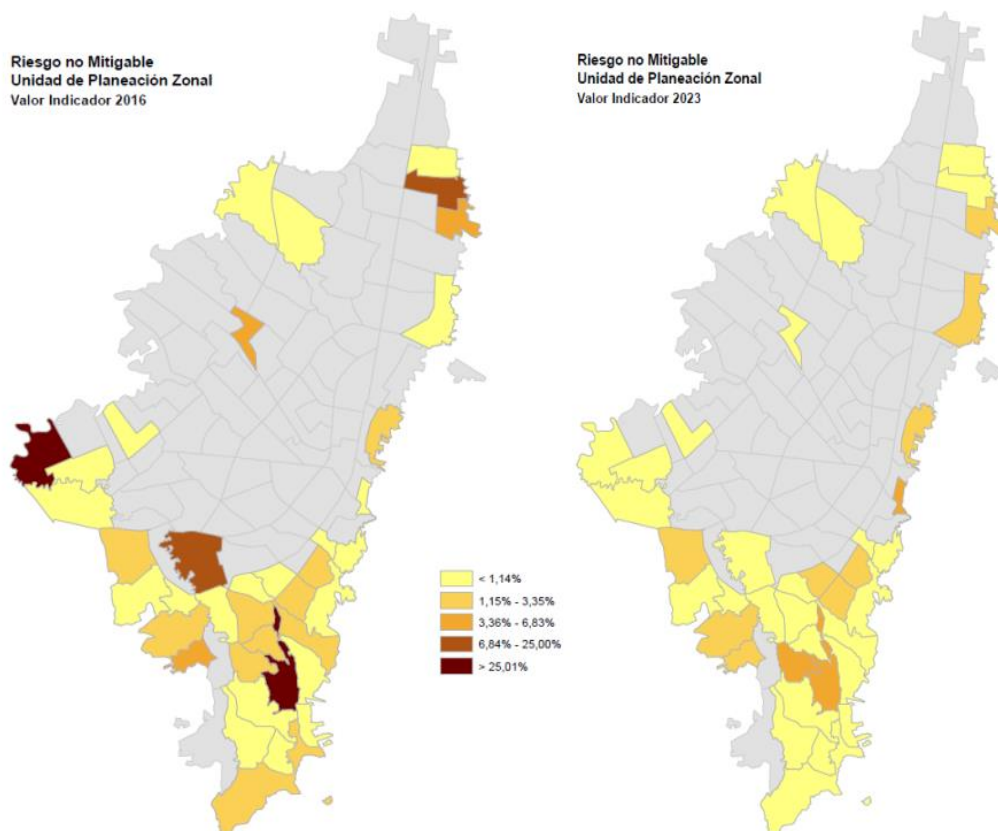 Riesgo no Mitigable
Unidad de Planeación Zonal
Valor Indicador 2016
Riesgo no Mitigable
Unidad de Planeación Zonal
Valor Indicador 2023
< 1,14%
1,15% - 3,35%
3,36% - 6,83%
6,84% - 25,00%
> 25,01%